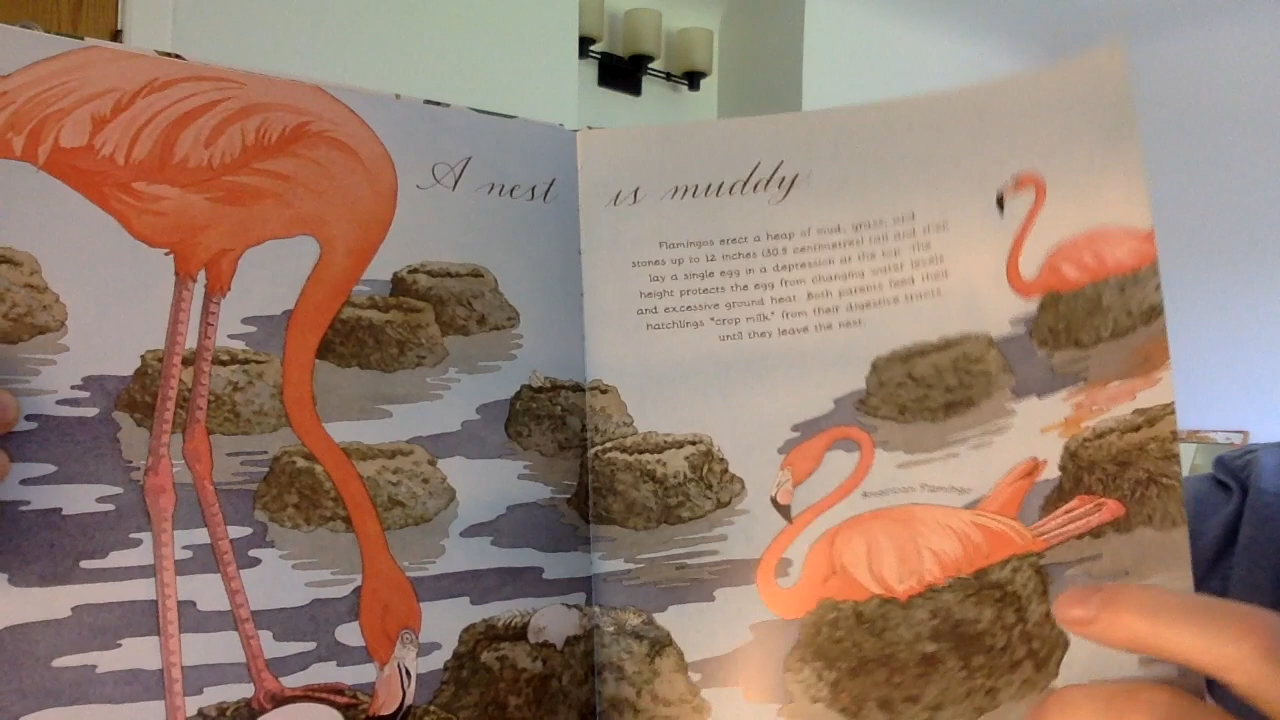 A nest is muddy
Flamingos erect a heap of mud, grass, and
stones up to 12 inches (30.5 centimetres) tall and then
lay a single egg in a depression at the top. The
height protects the egg from changing water levels
and excessive ground heat. Both parents feed their
hatchlings "crop milk" from their digestive tracts
until they leave the nest.
American Flamingo